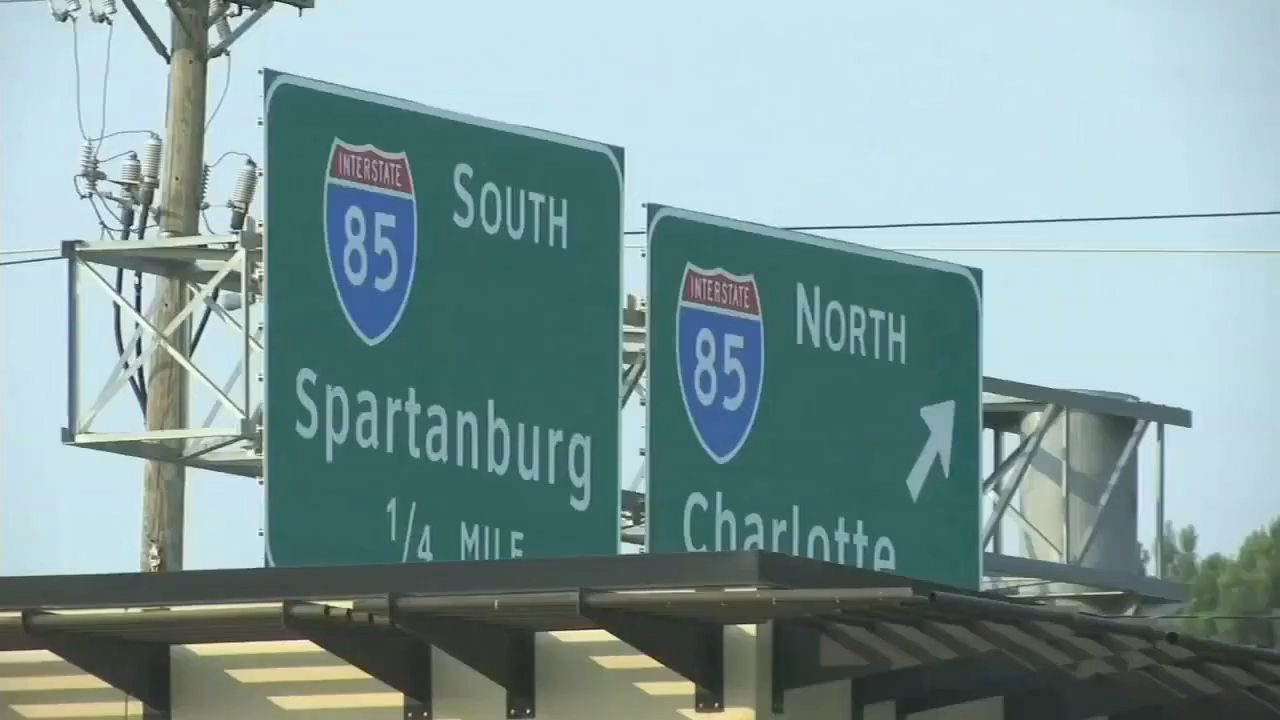 INTERSTATE
85
SOUTH
Spartanburg
1/4 MILE
INTERSTATE
85
NORTH
Charlotte